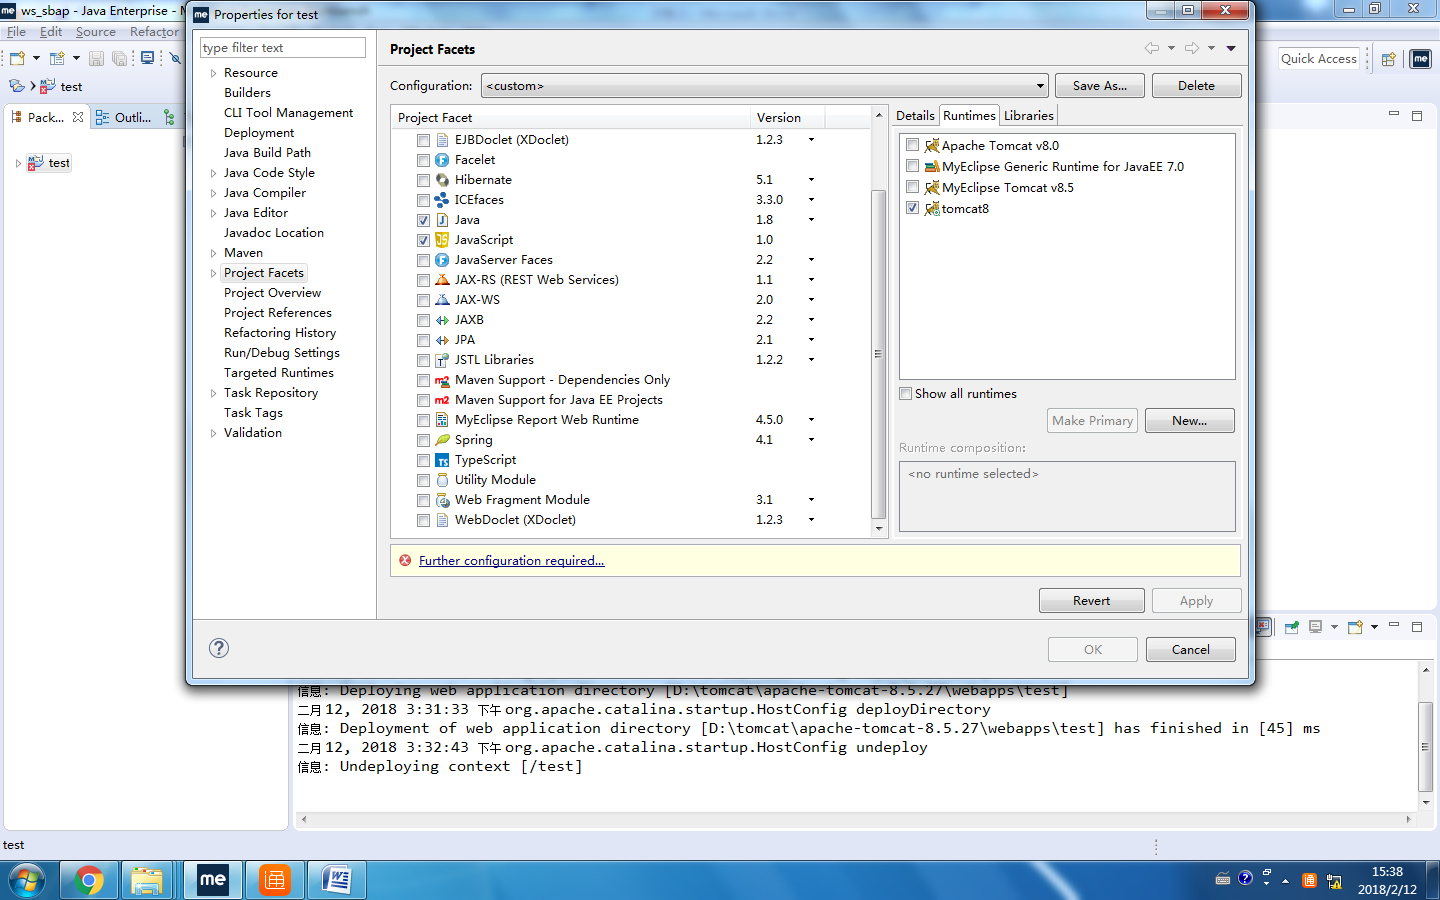 ws_sbap - Java Enterprise - M
Properties for test
File Edit Source Refactor
Quick Access
test
Pack...
Outli...
test
type filter text
Resource
Builders
CLI Tool Management
Deployment
Java Build Path
Java Code Style
Java Compiler
Java Editor
Javadoc Location
Maven
Project Facets
Project Overview
Project References
Refactoring History
Run/Debug Settings
Targeted Runtimes
Task Repository
Task Tags
Validation
Project Facets
Configuration: <custom> Save As... Delete
Project Facet Version
EJBDoclet (XDoclet) 1.2.3
Facelet
Hibernate 5.1
ICEfaces 3.3.0
Java 1.8
JavaScript 1.0
JavaServer Faces 2.2
JAX-RS (REST Web Services) 1.1
JAX-WS 2.0
JAXB 2.2
JPA 2.1
JSTL Libraries 1.2.2
Maven Support - Dependencies Only
Maven Support for Java EE Projects
MyEclipse Report Web Runtime 4.5.0
Spring 4.1
TypeScript
Utility Module
Web Fragment Module 3.1
WebDoclet (XDoclet) 1.2.3
Details Runtimes Libraries
Apache Tomcat v8.0
MyEclipse Generic Runtime for JavaEE 7.0
MyEclipse Tomcat v8.5
tomcat8
Show all runtimes
Make Primary New...
Runtime composition:
<no runtime selected>
Further configuration required...
Revert Apply
OK Cancel
信息: Deploying web application directory [D:\tomcat\apache-tomcat-8.5.27\webapps\test]
二月 12, 2018 3:31:33 下午 org.apache.catalina.startup.HostConfig deployDirectory
信息: Deployment of web application directory [D:\tomcat\apache-tomcat-8.5.27\webapps\test] has finished in [45] ms
二月 12, 2018 3:32:43 下午 org.apache.catalina.startup.HostConfig undeploy
信息: Undeploying context [/test]
test
me
15:38
2018/2/12